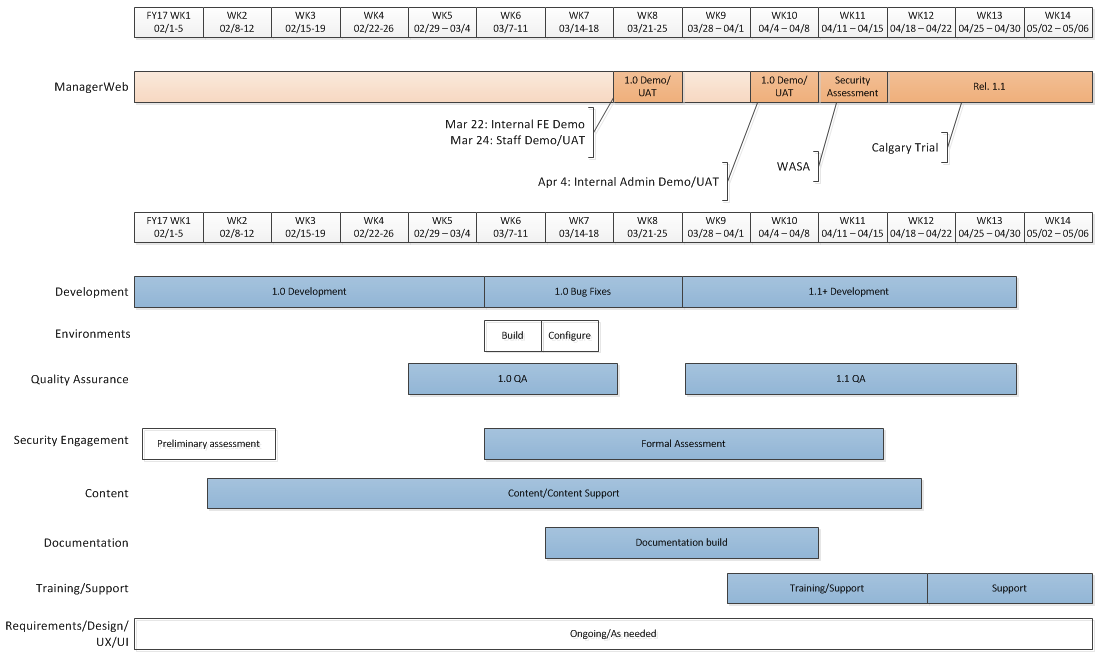 FY17 WK1 WK2 WK3 WK4 WK5 WK6 WK7 WK8 WK9 WK10 WK11 WK12 WK13 WK14
02/1-5 02/8-12 02/15-19 02/22-26 02/29 – 03/4 03/7-11 03/14-18 03/21-25 03/28 – 04/1 04/4 – 04/8 04/11 – 04/15 04/18 – 04/22 04/25 – 04/30 05/02 – 05/06
ManagerWeb
1.0 Demo/
UAT
1.0 Demo/
UAT
Security
Assessment
Rel. 1.1
Mar 22: Internal FE Demo
Mar 24: Staff Demo/UAT
Apr 4: Internal Admin Demo/UAT
WASA
Calgary Trial
FY17 WK1 WK2 WK3 WK4 WK5 WK6 WK7 WK8 WK9 WK10 WK11 WK12 WK13 WK14
02/1-5 02/8-12 02/15-19 02/22-26 02/29 – 03/4 03/7-11 03/14-18 03/21-25 03/28 – 04/1 04/4 – 04/8 04/11 – 04/15 04/18 – 04/22 04/25 – 04/30 05/02 – 05/06
Development 1.0 Development 1.0 Bug Fixes 1.1+ Development
Environments Build Configure
Quality Assurance 1.0 QA 1.1 QA
Security Engagement Preliminary assessment Formal Assessment
Content Content/Content Support
Documentation Documentation build
Training/Support Training/Support Support
Requirements/Design/
UX/UI
Ongoing/As needed